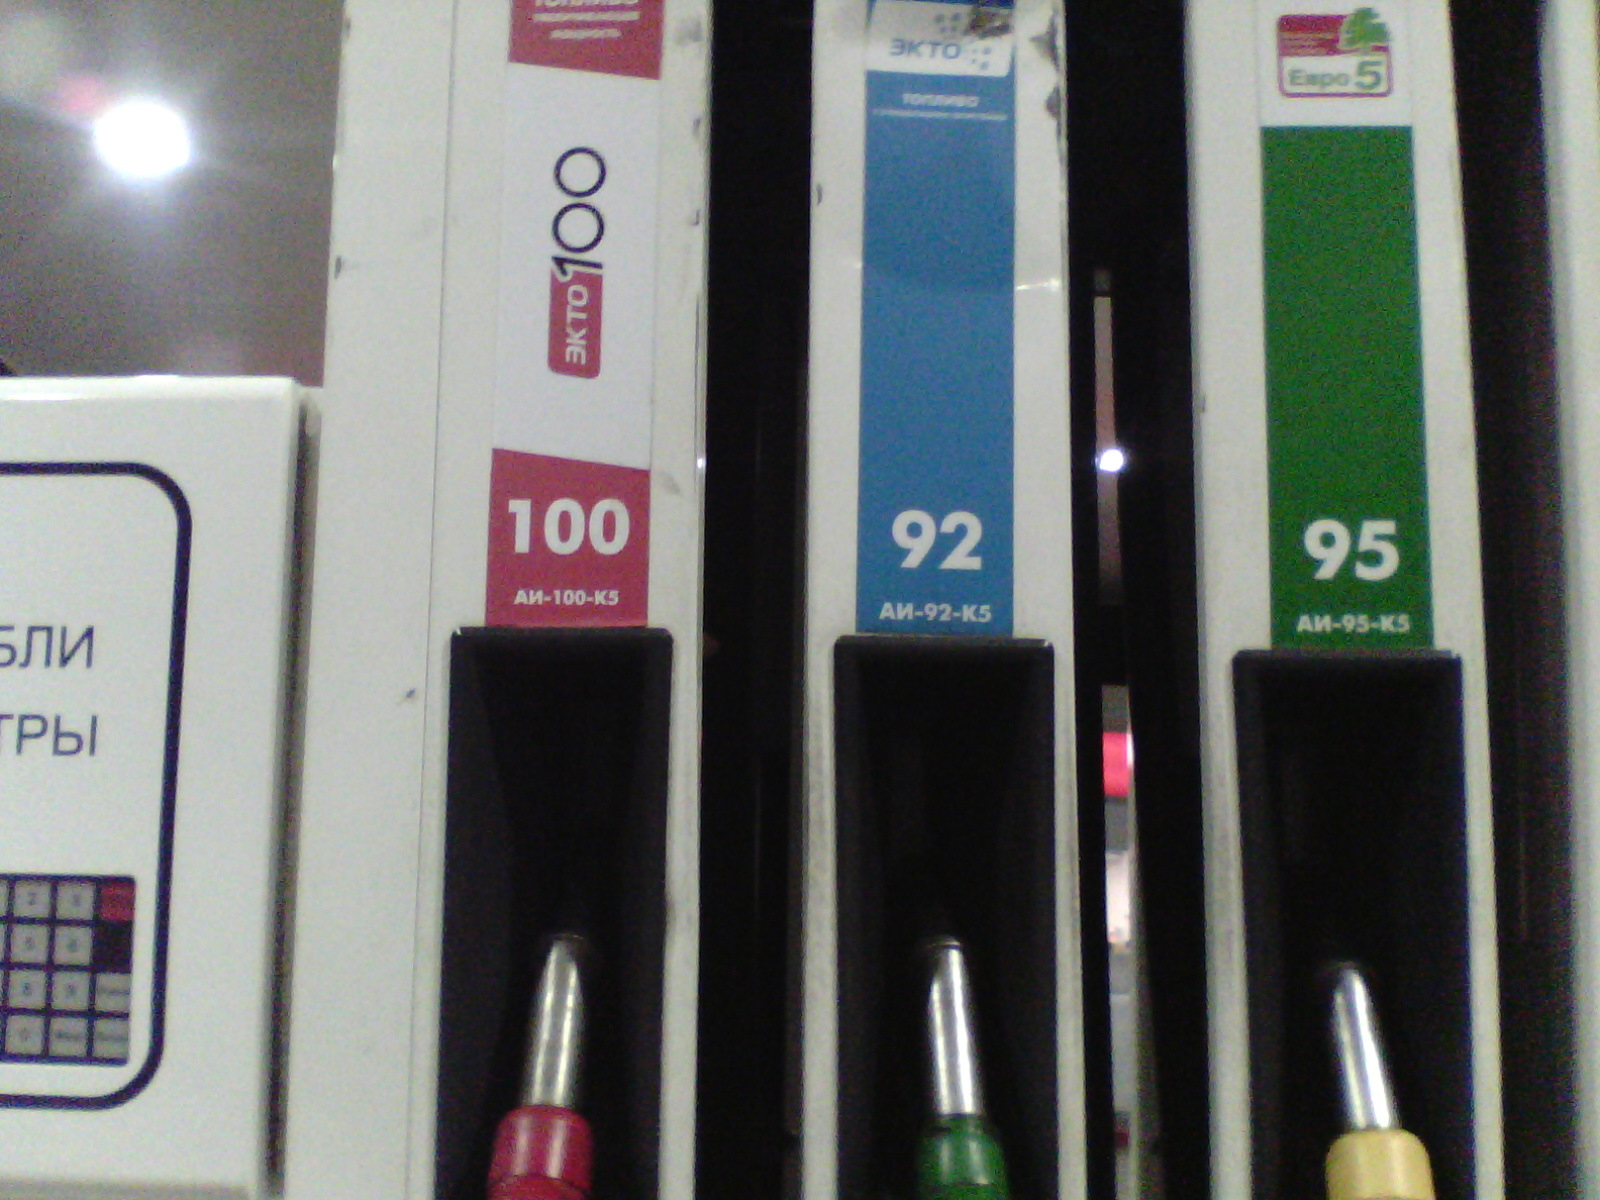 ТОПЛИВО
ЭКТО100
100
АИ-100-К5
ЭКТО
ТОПЛИВО
92
АИ-92-К5
Евро 5
95
АИ-95-К5
БЛИ
ТРЫ